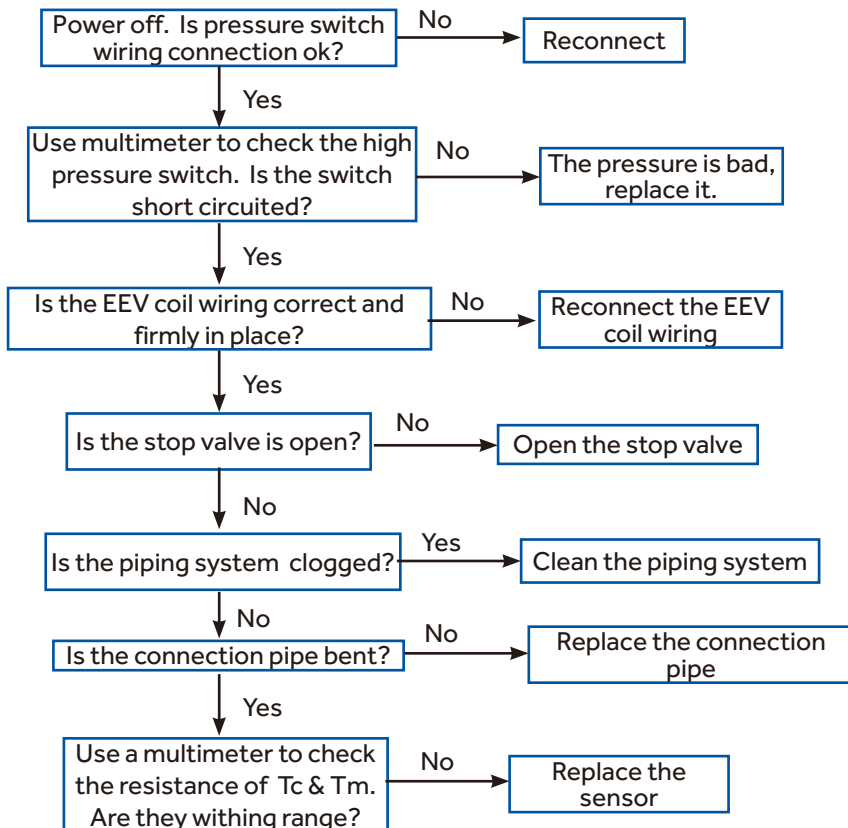 Power off. Is pressure switch
wiring connection ok?
No
Reconnect
Yes
Use multimeter to check the high
pressure switch. Is the switch
short circuited?
No
The pressure is bad,
replace it.
Yes
Is the EEV coil wiring correct and
firmly in place?
No
Reconnect the EEV
coil wiring
Yes
Is the stop valve is open?
No
Open the stop valve
No
Is the piping system clogged?
Yes
Clean the piping system
No
Is the connection pipe bent?
No
Replace the connection
pipe
Yes
Use a multimeter to check
the resistance of Tc & Tm.
Are they withing range?
No
Replace the
sensor